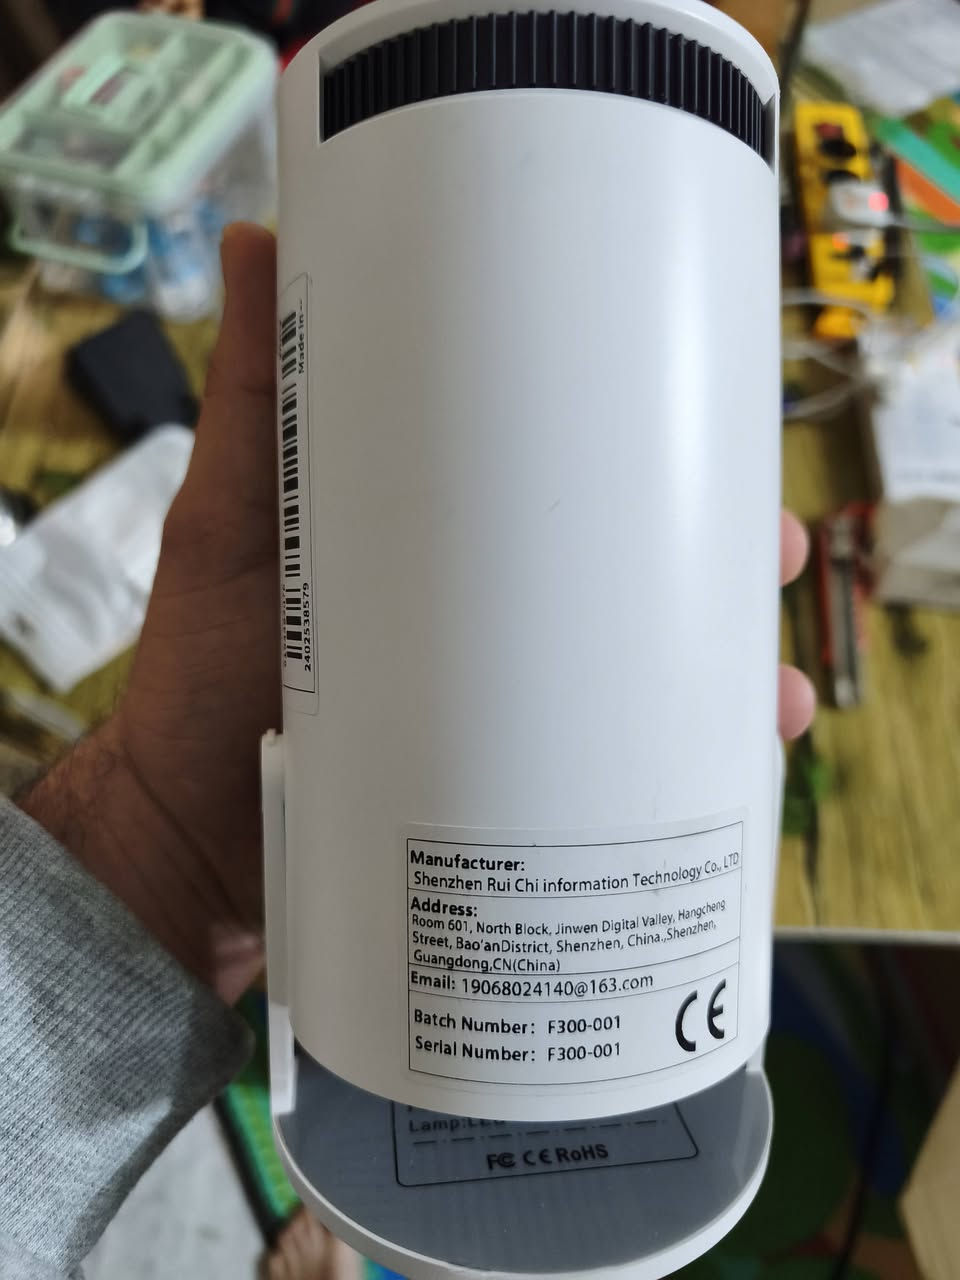 Made in
2402538579
Manufacturer:
Shenzhen Rui Chi information Technology Co., LTD
Address:
Room 601, North Block, Jinwen Digital Valley, Hangcheng
Street, Bao'anDistrict, Shenzhen, China.,Shenzhen,
Guangdong,CN(China)
Email: 19068024140@163.com
Batch Number: F300-001
Serial Number: F300-001
CE
Lamp:LED
FC CE RoHS